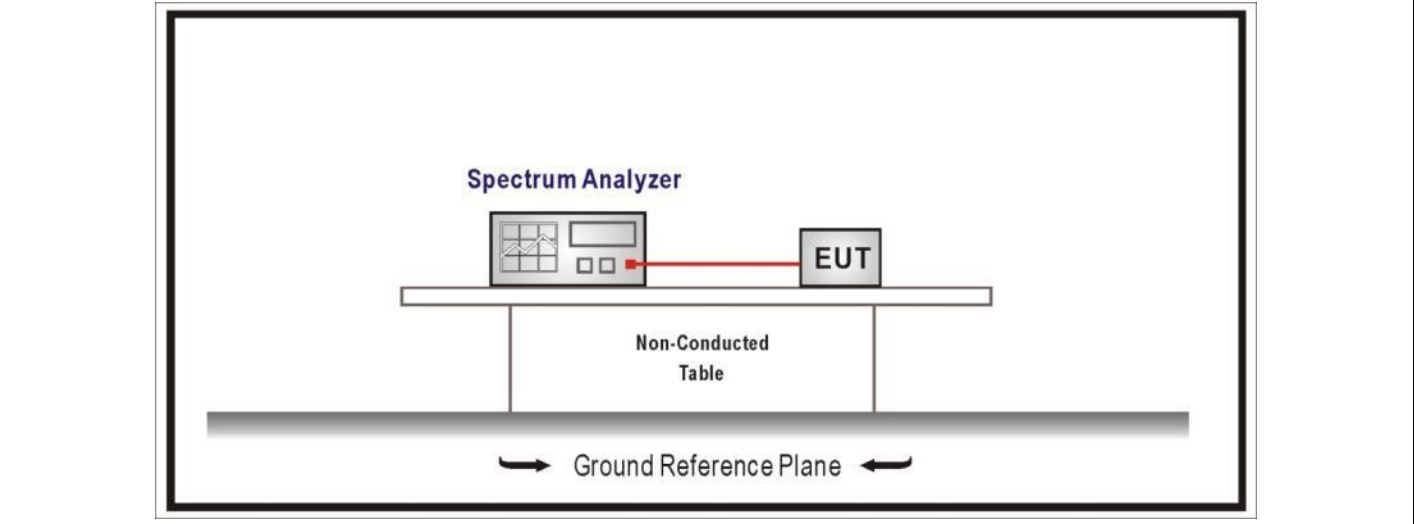 Spectrum Analyzer
EUT
Non-Conducted
Table
Ground Reference Plane